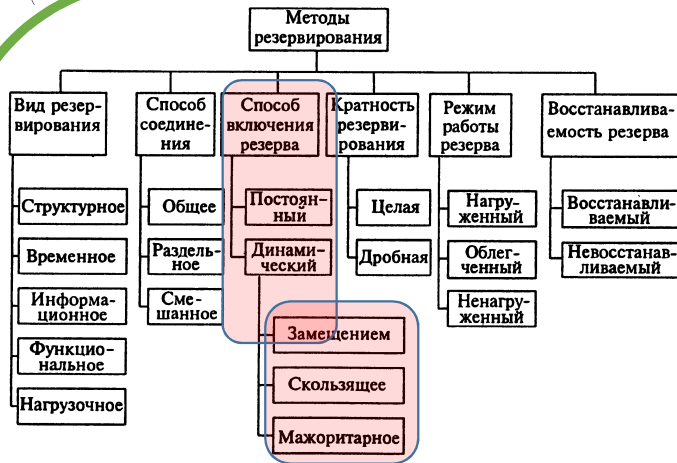 Методы
резервирования
Вид резер-
вирования
Структурное
Временное
Информа-
ционное
Функцио-
нальное
Нагрузочное
Способ
соедине-
ния
Общее
Раздель-
ное
Сме-
шанное
Способ
включения
резерва
Постоян-
ный
Динами-
ческий
Замещением
Скользящее
Мажоритарное
Кратность
резерви-
рования
Целая
Дробная
Режим
работы
резерва
Нагру-
женный
Облег-
ченный
Ненагру-
женный
Восстанавлива-
емость резерва
Восстанавли-
ваемый
Невосстанав-
ливаемый